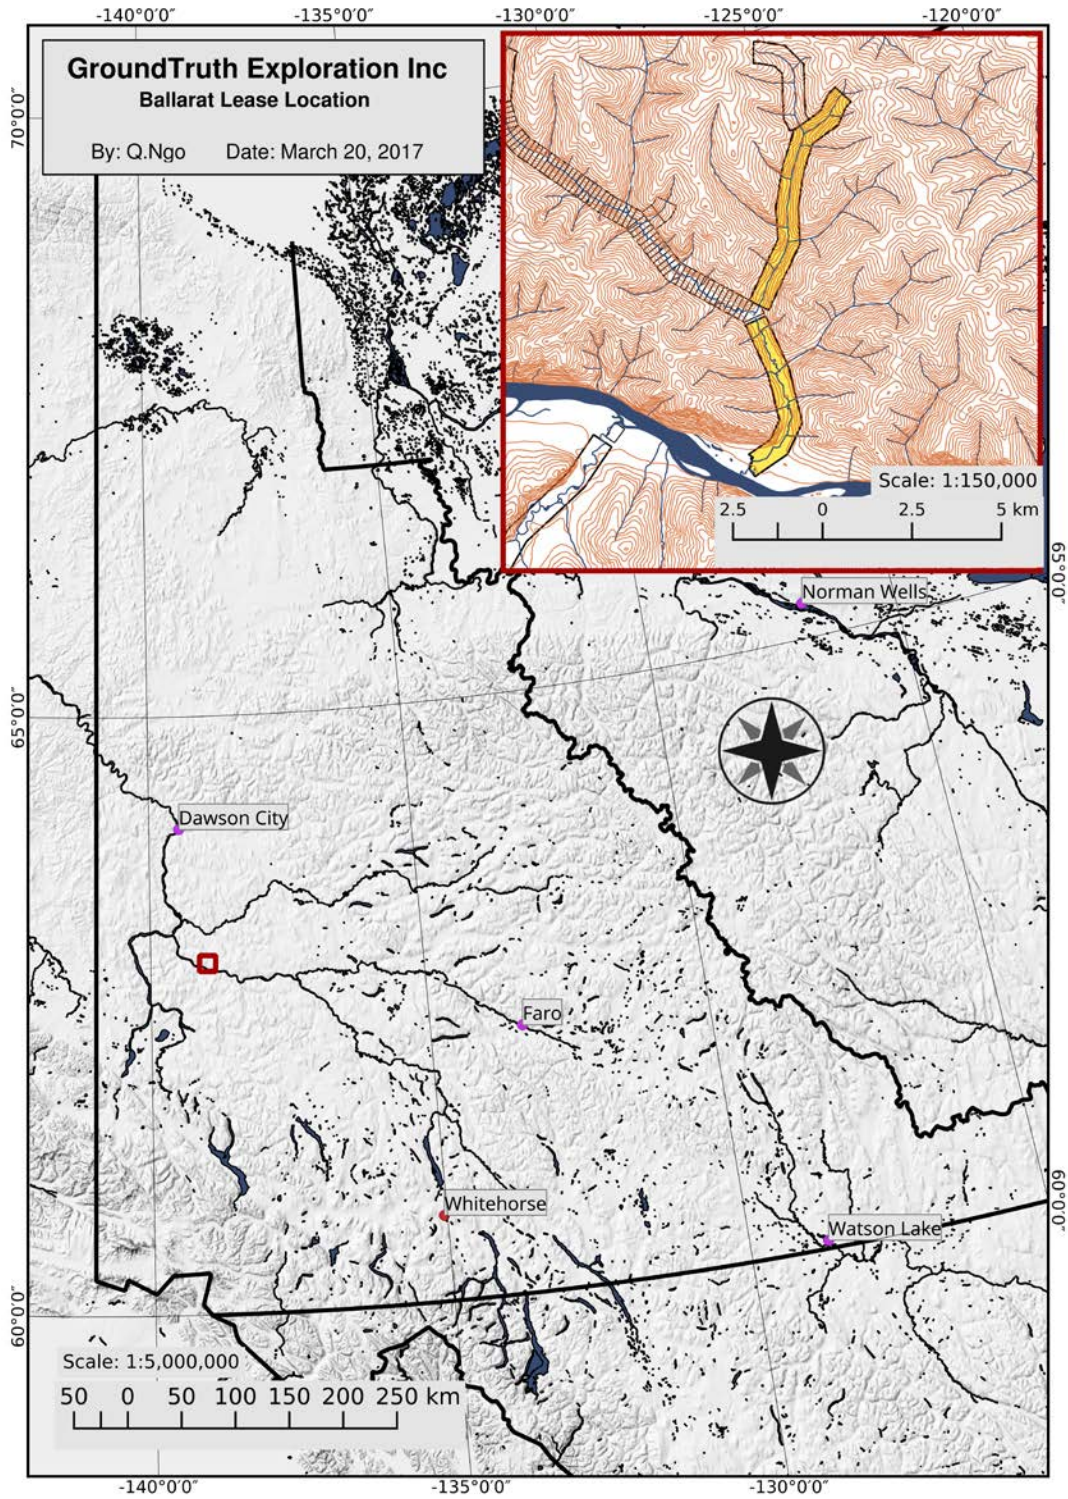 -140°0′0″ -135°0′0″ -130°0′0″ -125°0′0″ -120°0′0″
GroundTruth Exploration Inc
Ballarat Lease Location
By: Q.Ngo Date: March 20, 2017
70°0′0″
Scale: 1:150,000
2.5 0 2.5 5 km
65°0′0″
Norman Wells
65°0′0″
Dawson City
Faro
Whitehorse
Watson Lake
60°0′0″
60°0′0″
Scale: 1:5,000,000
50 0 50 100 150 200 250 km
-140°0′0″ -135°0′0″ -130°0′0″